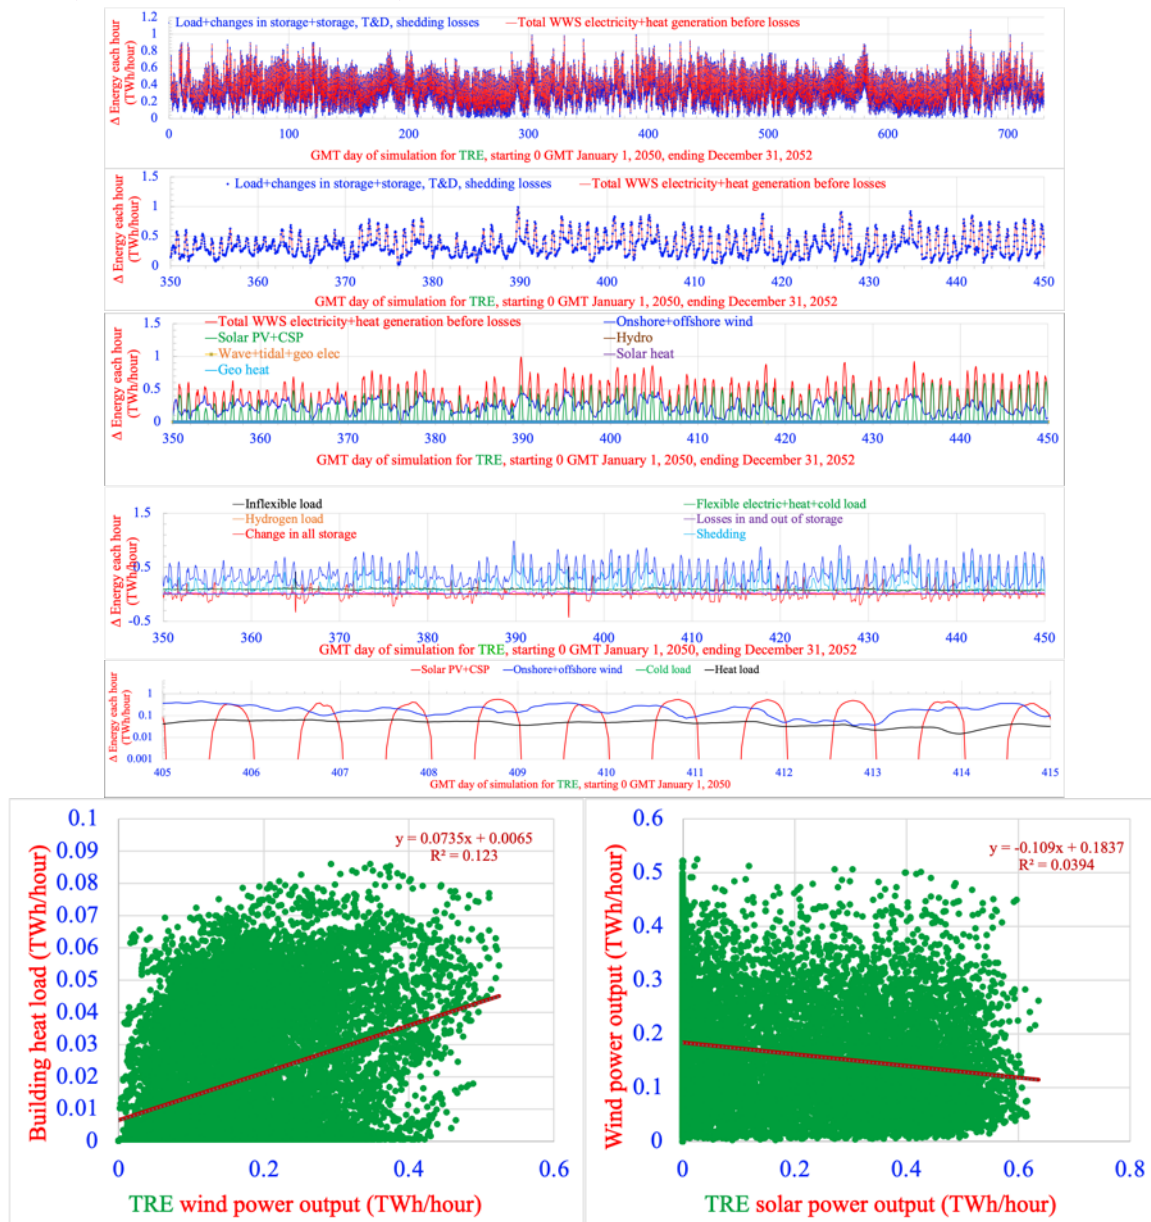 1.2
Load+changes in storage+storage, T&D, shedding losses
—Total WWS electricity+heat generation before losses
1
0.8
0.6
0.4
0.2
0
Δ Energy each hour
(TWh/hour)
0 100 200 300 400 500 600 700
GMT day of simulation for TRE, starting 0 GMT January 1, 2050, ending December 31, 2052
1.5
• Load+changes in storage+storage, T&D, shedding losses
—Total WWS electricity+heat generation before losses
1
0.5
0
Δ Energy each hour
(TWh/hour)
350 360 370 380 390 400 410 420 430 440 450
GMT day of simulation for TRE, starting 0 GMT January 1, 2050, ending December 31, 2052
1.5
—Total WWS electricity+heat generation before losses
—Onshore+offshore wind
—Solar PV+CSP
—Hydro
Wave+tidal+geo elec
—Solar heat
—Geo heat
1
0.5
0
Δ Energy each hour
(TWh/hour)
350 360 370 380 390 400 410 420 430 440 450
GMT day of simulation for TRE, starting 0 GMT January 1, 2050, ending December 31, 2052
—Inflexible load
—Flexible electric+heat+cold load
1.5
—Hydrogen load
—Losses in and out of storage
—Change in all storage
—Shedding
0.5
-0.5
Δ Energy each hour
(TWh/hour)
350 360 370 380 390 400 410 420 430 440 450
GMT day of simulation for TRE, starting 0 GMT January 1, 2050, ending December 31, 2052
—Solar PV+CSP —Onshore+offshore wind —Cold load —Heat load
1
0.1
0.01
0.001
Δ Energy each hour
(TWh/hour)
405 406 407 408 409 410 411 412 413 414 415
GMT day of simulation for TRE, starting 0 GMT January 1, 2050
0.1
0.09
0.08
0.07
0.06
0.05
0.04
0.03
0.02
0.01
0
Building heat load (TWh/hour)
y = 0.0735x + 0.0065
R² = 0.123
0 0.2 0.4 0.6
TRE wind power output (TWh/hour)
0.6
0.5
0.4
0.3
0.2
0.1
0
Wind power output (TWh/hour)
y = -0.109x + 0.1837
R² = 0.0394
0 0.2 0.4 0.6 0.8
TRE solar power output (TWh/hour)